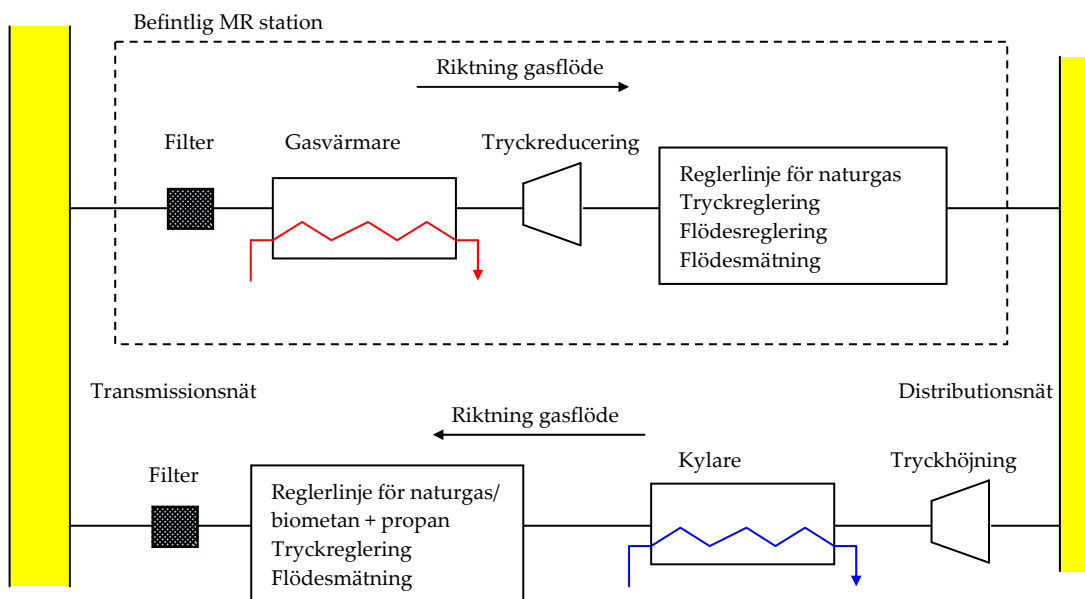 Befintlig MR station
Riktning gasflöde
Filter
Gasvärmare
Tryckreducering
Reglerlinje för naturgas
Tryckreglering
Flödesreglering
Flödesmätning
Transmissionsnät
Distributionsnät
Riktning gasflöde
Filter
Reglerlinje för naturgas/
biometan + propan
Tryckreglering
Flödesmätning
Kylare
Tryckhöjning